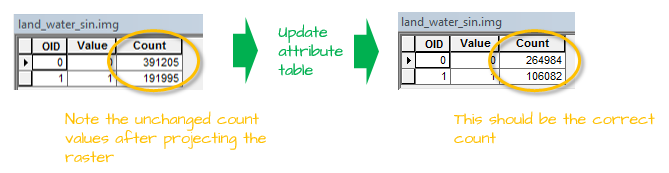 land_water_sin.img
OID Value Count
0 0 391205
1 1 191995
Note the unchanged count
values after projecting the
raster
Update
attribute
table
land_water_sin.img
OID Value Count
0 0 264984
1 1 106082
This should be the correct
count